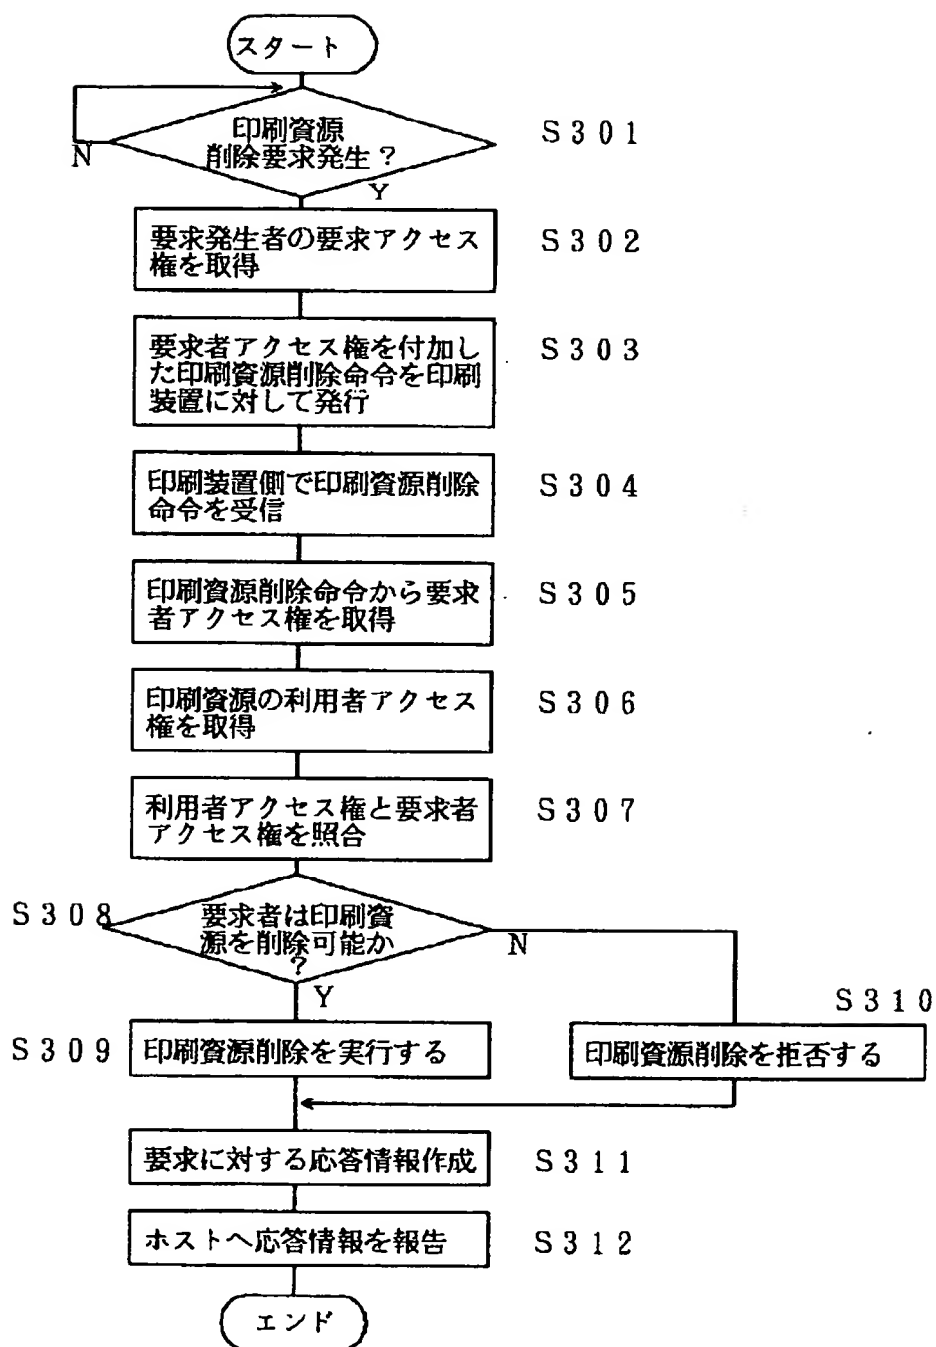 スタート
印刷資源
削除要求発生?
S301
N
Y
要求発生者の要求アクセス
権を取得
S302
要求者アクセス権を付加し
た印刷資源削除命令を印刷
装置に対して発行
S303
印刷装置側で印刷資源削除
命令を受信
S304
印刷資源削除命令から要求
者アクセス権を取得
S305
印刷資源の利用者アクセス
権を取得
S306
利用者アクセス権と要求者
アクセス権を照合
S307
S308
要求者は印刷資
源を削除可能か
?
N
Y
S310
S309
印刷資源削除を実行する
印刷資源削除を拒否する
要求に対する応答情報作成
S311
ホストへ応答情報を報告
S312
エンド